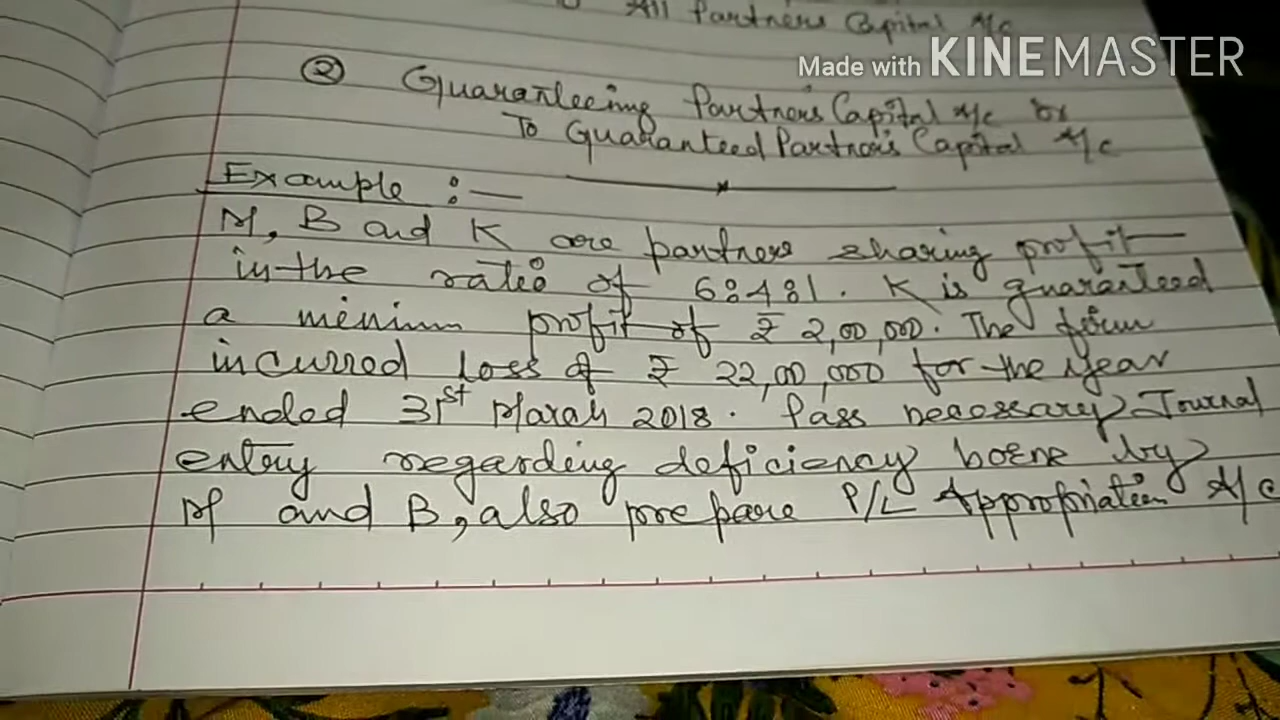 All Partners Capital A/c
Made with KINEMASTER
② Guaranteeing Partner's Capital A/c Dr
To Guaranteed Partner's Capital A/c
Example :—
M, B and K are partners sharing profit
in the ratio of 6:4:1. K is guaranteed
a minimum profit of ₹ 2,00,000. The firm
incurred loss of ₹ 22,00,000 for the year
ended 31st March 2018. Pass necessary Journal
entry regarding deficiency borne by
M and B, also prepare P/L Appropriation A/c